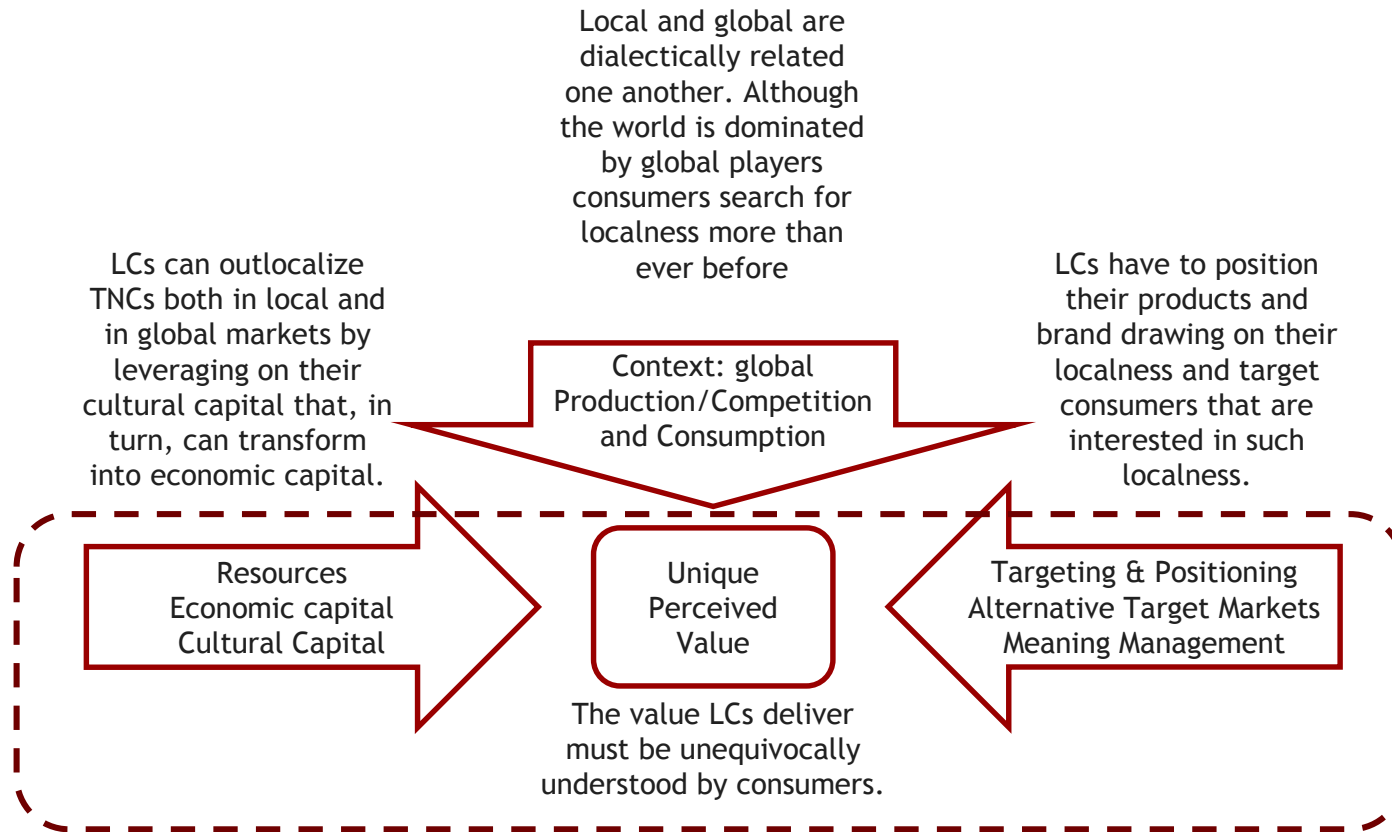 Local and global are
dialectically related
one another. Although
the world is dominated
by global players
consumers search for
localness more than
ever before
LCs can outlocalize
TNCs both in local and
in global markets by
leveraging on their
cultural capital that, in
turn, can transform
into economic capital.
Context: global
Production/Competition
and Consumption
LCs have to position
their products and
brand drawing on their
localness and target
consumers that are
interested in such
localness.
Resources
Economic capital
Cultural Capital
Unique
Perceived
Value
Targeting & Positioning
Alternative Target Markets
Meaning Management
The value LCs deliver
must be unequivocally
understood by consumers.